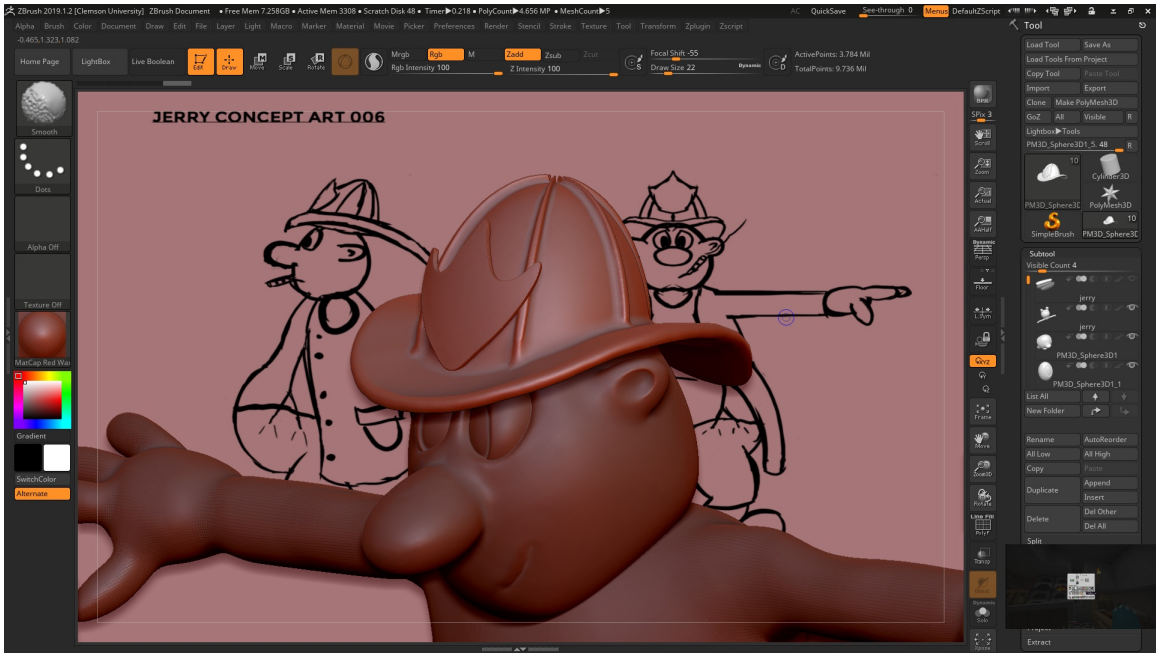 ZBrush 2019.1.2 [Clemson University] ZBrush Document • Free Mem 7.258GB • Active Mem 3308 • Scratch Disk 48 • Timer▶0.218 • PolyCount▶4.656 MP • MeshCount▶5 AC QuickSave See-through 0 Menus DefaultZScript
Alpha Brush Color Document Draw Edit File Layer Light Macro Marker Material Movie Picker Preferences Render Stencil Stroke Texture Tool Transform Zplugin Zscript
-0.465,1.323,1.082
Home Page LightBox Live Boolean Edit Draw Move Scale Rotate
Mrgb Rgb M Zadd Zsub Zcut
Rgb Intensity 100 Z Intensity 100
Focal Shift -55
Draw Size 22 Dynamic
ActivePoints: 3.784 Mil
TotalPoints: 9.736 Mil
Smooth
Dots
Alpha Off
Texture Off
MatCap Red Wa
Gradient
SwitchColor
Alternate
JERRY CONCEPT ART 006
BPR
SPix 3
Scroll
Zoom
Actual
AAHalf
Dynamic
Persp
Floor
L.Sym
Xyz
Frame
Move
Zoom3D
Rotate
Line Fill
PolyF
Transp
Dynamic
Solo
Xpose
Tool
Load Tool Save As
Load Tools From Project
Copy Tool Paste Tool
Import Export
Clone Make PolyMesh3D
GoZ All Visible R
Lightbox▶Tools
PM3D_Sphere3D1_5. 48 R
10
PM3D_Sphere3D
Cylinder3D
PolyMesh3D
SimpleBrush
10
PM3D_Sphere3D
Subtool
Visible Count 4
jerry
jerry
PM3D_Sphere3D1
PM3D_Sphere3D1_1
List All
New Folder
Rename AutoReorder
All Low All High
Copy Paste
Duplicate Append
Insert
Delete Del Other
Del All
Split
Extract